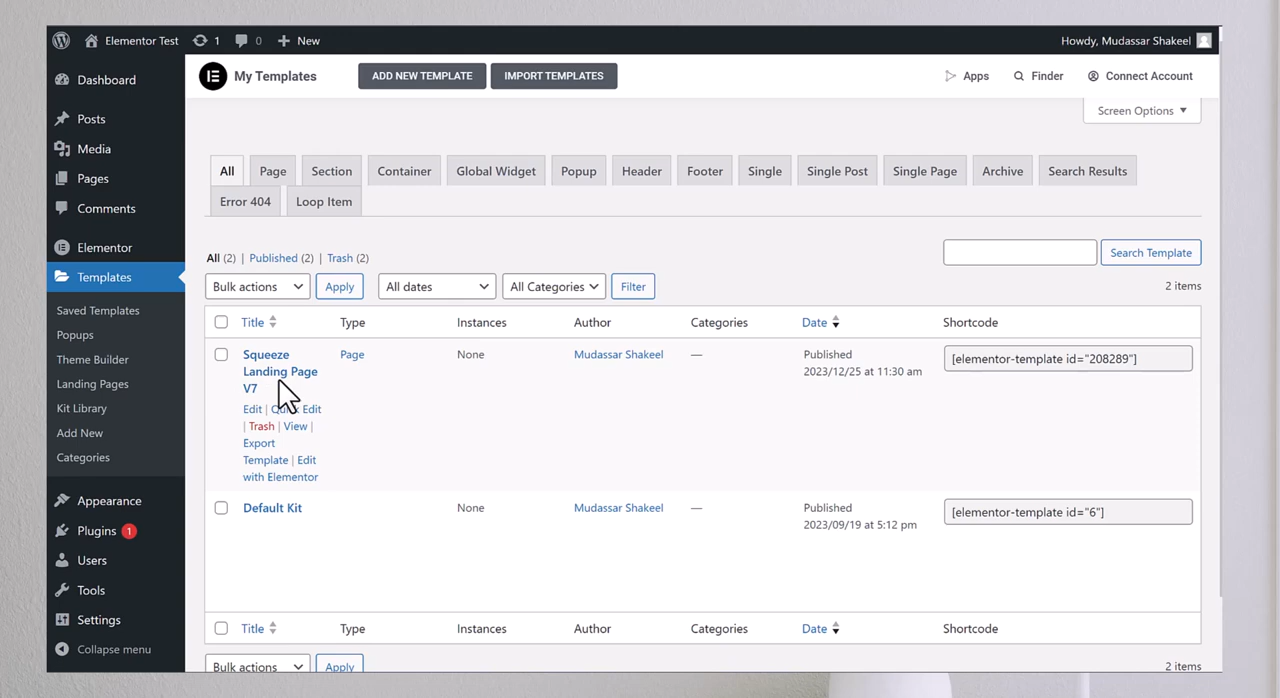 Elementor Test 1 0 New Howdy, Mudassar Shakeel
My Templates ADD NEW TEMPLATE IMPORT TEMPLATES Apps Finder Connect Account
Screen Options
Dashboard
Posts
Media
Pages
Comments
Elementor
Templates
Saved Templates
Popups
Theme Builder
Landing Pages
Kit Library
Add New
Categories
Appearance
Plugins 1
Users
Tools
Settings
Collapse menu
All Page Section Container Global Widget Popup Header Footer Single Single Post Single Page Archive Search Results
Error 404 Loop Item
All (2) | Published (2) | Trash (2)
Search Template
Bulk actions Apply All dates All Categories Filter
2 items
Title Type Instances Author Categories Date Shortcode
Squeeze Page None Mudassar Shakeel — Published [elementor-template id="208289"]
Landing Page 2023/12/25 at 11:30 am
V7
Edit | Quick Edit
| Trash | View |
Export
Template | Edit
with Elementor
Default Kit None Mudassar Shakeel — Published [elementor-template id="6"]
2023/09/19 at 5:12 pm
Title Type Instances Author Categories Date Shortcode
Bulk actions Apply 2 items